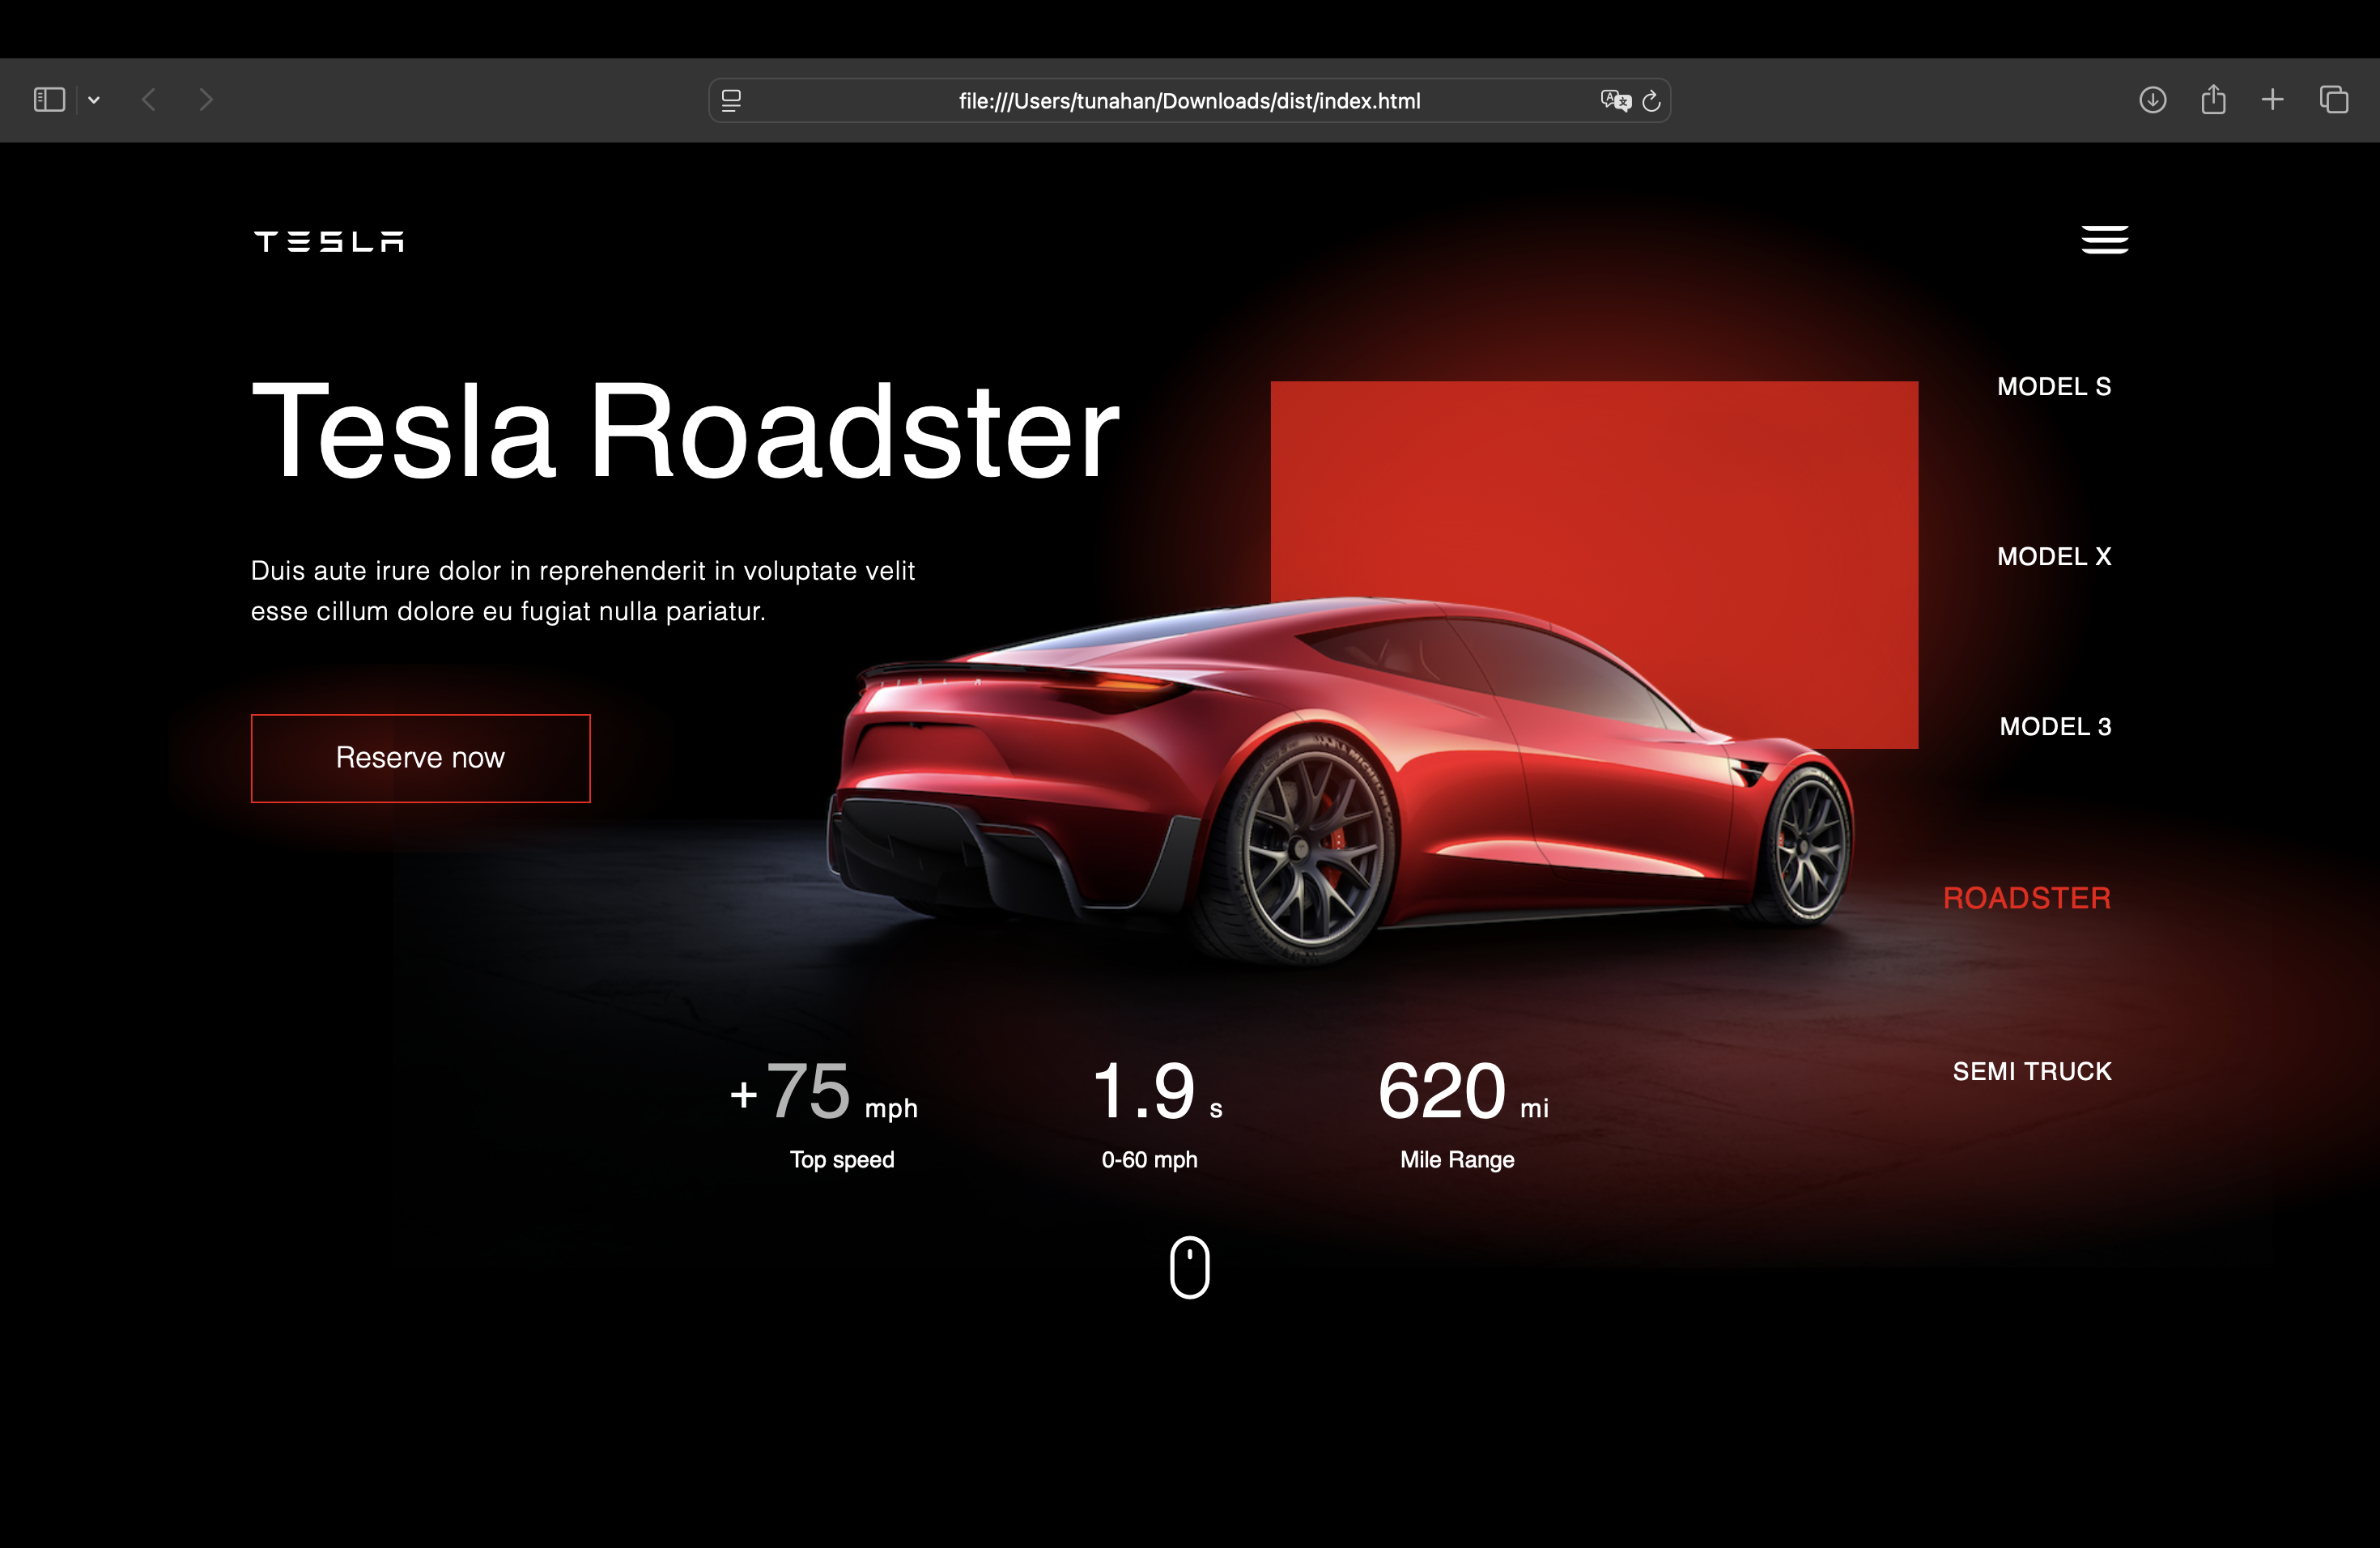 file:///Users/tunahan/Downloads/dist/index.html
TESLA
Tesla Roadster
Duis aute irure dolor in reprehenderit in voluptate velit
esse cillum dolore eu fugiat nulla pariatur.
Reserve now
TESLA
MICHELIN
MODEL S
MODEL X
MODEL 3
ROADSTER
SEMI TRUCK
+75 mph
Top speed
1.9 s
0-60 mph
620 mi
Mile Range